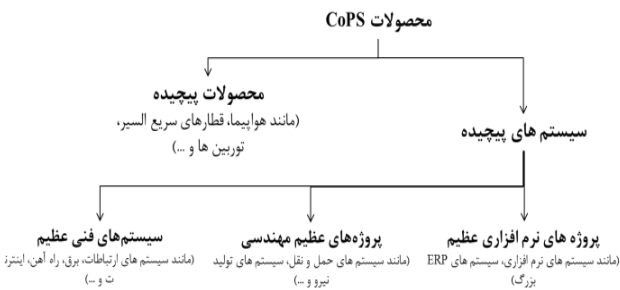 محصولات CoPS
محصولات پیچیده
(مانند هواپیما، قطارهای سریع السیر،
توربین ها و ...)
سیستم های پیچیده
پروژه های نرم افزاری عظیم
(مانند سیستم های نرم افزاری، سیستم های ERP
بزرگ)
پروژه‌های عظیم مهندسی
(مانند سیستم های حمل و نقل، سیستم های تولید
نیرو و ...)
سیستم‌های فنی عظیم
(مانند سیستم های ارتباطات، برق، راه آهن، اینترن
ت و ...)